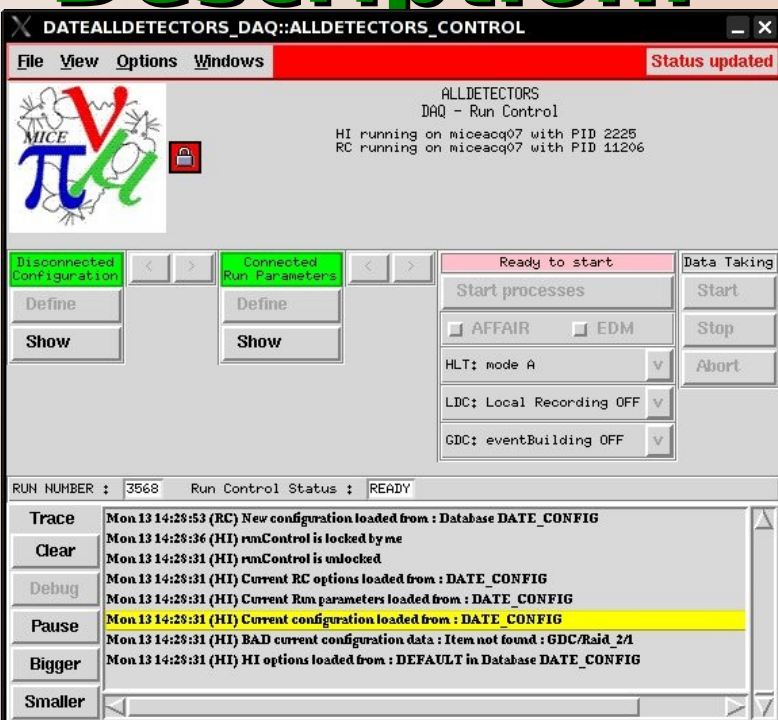 Description:
DATEALLDETECTORS_DAQ::ALLDETECTORS_CONTROL
File View Options Windows Status updated
ALLDETECTORS
DAQ - Run Control
HI running on miceacq07 with PID 2225
RC running on miceacq07 with PID 11206
MICE
π ν μ
Disconnected Configuration < > Connected Run Parameters < > Ready to start Data Taking
Define Define Start processes Start
Show Show AFFAIR EDM Stop
HLT: mode A Abort
LDC: Local Recording OFF
GDC: eventBuilding OFF
RUN NUMBER : 3568 Run Control Status : READY
Trace
Clear
Debug
Pause
Bigger
Smaller
Mon 13 14:28:53 (RC) New configuration loaded from : Database DATE_CONFIG
Mon 13 14:28:36 (HI) runControl is locked by me
Mon 13 14:28:31 (HI) runControl is unlocked
Mon 13 14:28:31 (HI) Current RC options loaded from : DATE_CONFIG
Mon 13 14:28:31 (HI) Current Run parameters loaded from : DATE_CONFIG
Mon 13 14:28:31 (HI) Current configuration loaded from : DATE_CONFIG
Mon 13 14:28:31 (HI) BAD current configuration data : Item not found : GDC/Raid_2/1
Mon 13 14:28:31 (HI) HI options loaded from : DEFAULT in Database DATE_CONFIG